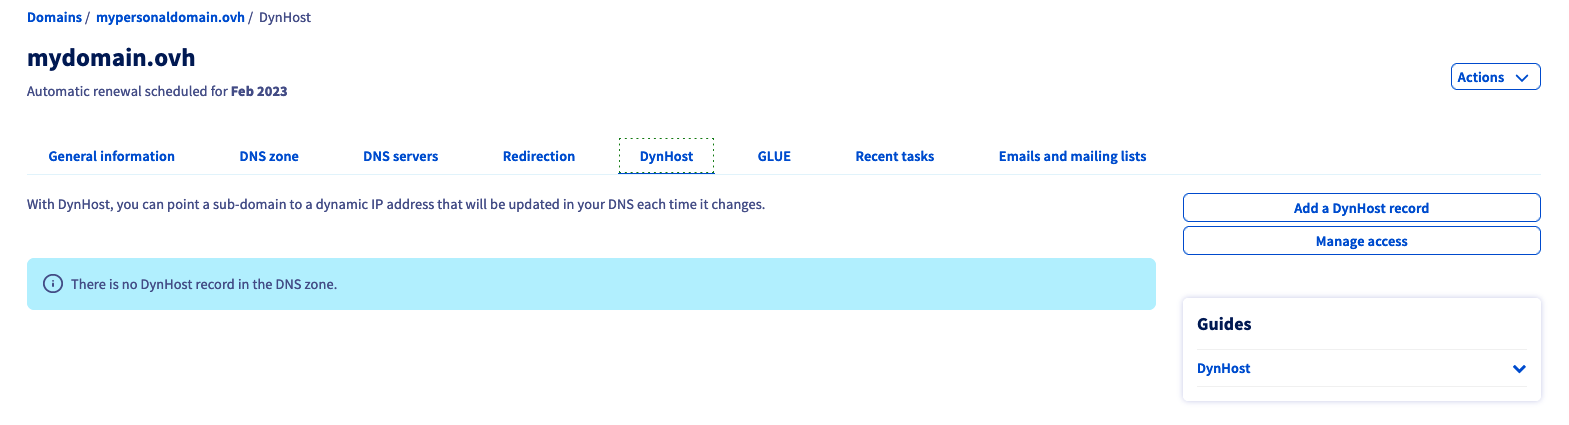 Domains / mypersonaldomain.ovh / DynHost
mydomain.ovh
Automatic renewal scheduled for Feb 2023
Actions
General information DNS zone DNS servers Redirection DynHost GLUE Recent tasks Emails and mailing lists
With DynHost, you can point a sub-domain to a dynamic IP address that will be updated in your DNS each time it changes.
There is no DynHost record in the DNS zone.
Add a DynHost record
Manage access
Guides
DynHost